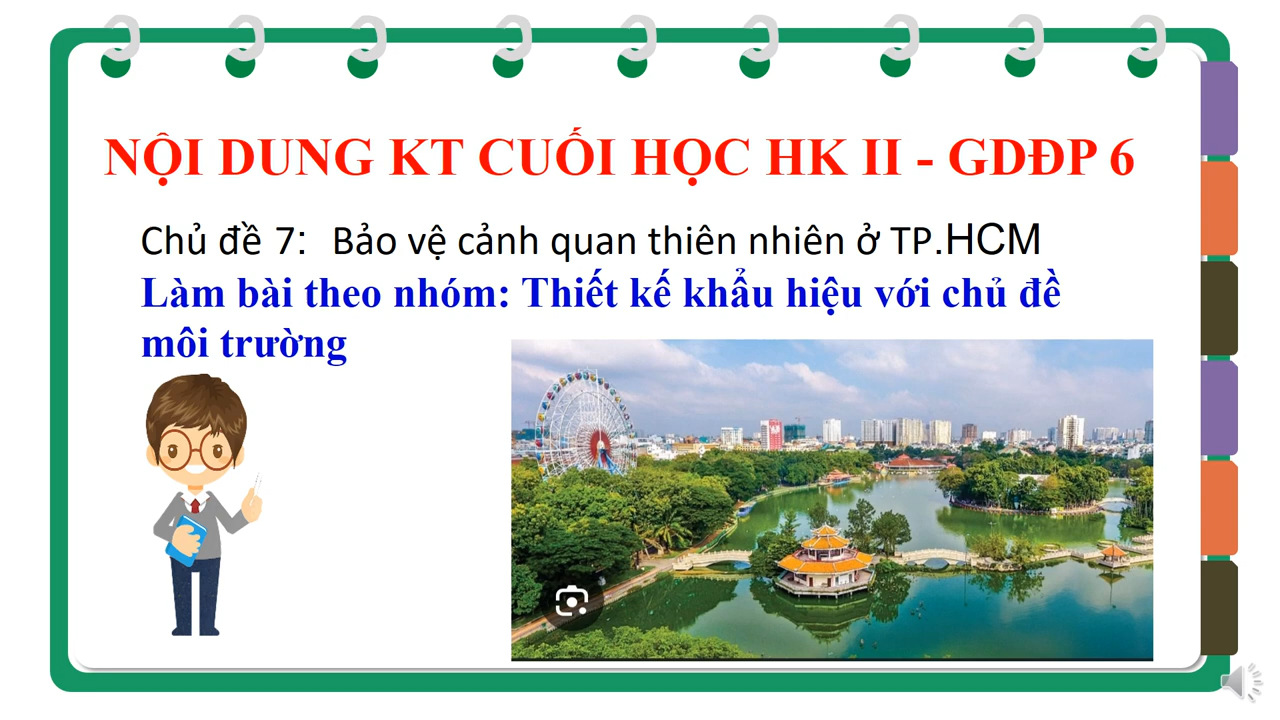 NỘI DUNG KT CUỐI HỌC HK II - GDĐP 6
Chủ đề 7: Bảo vệ cảnh quan thiên nhiên ở TP.HCM
Làm bài theo nhóm: Thiết kế khẩu hiệu với chủ đề
môi trường